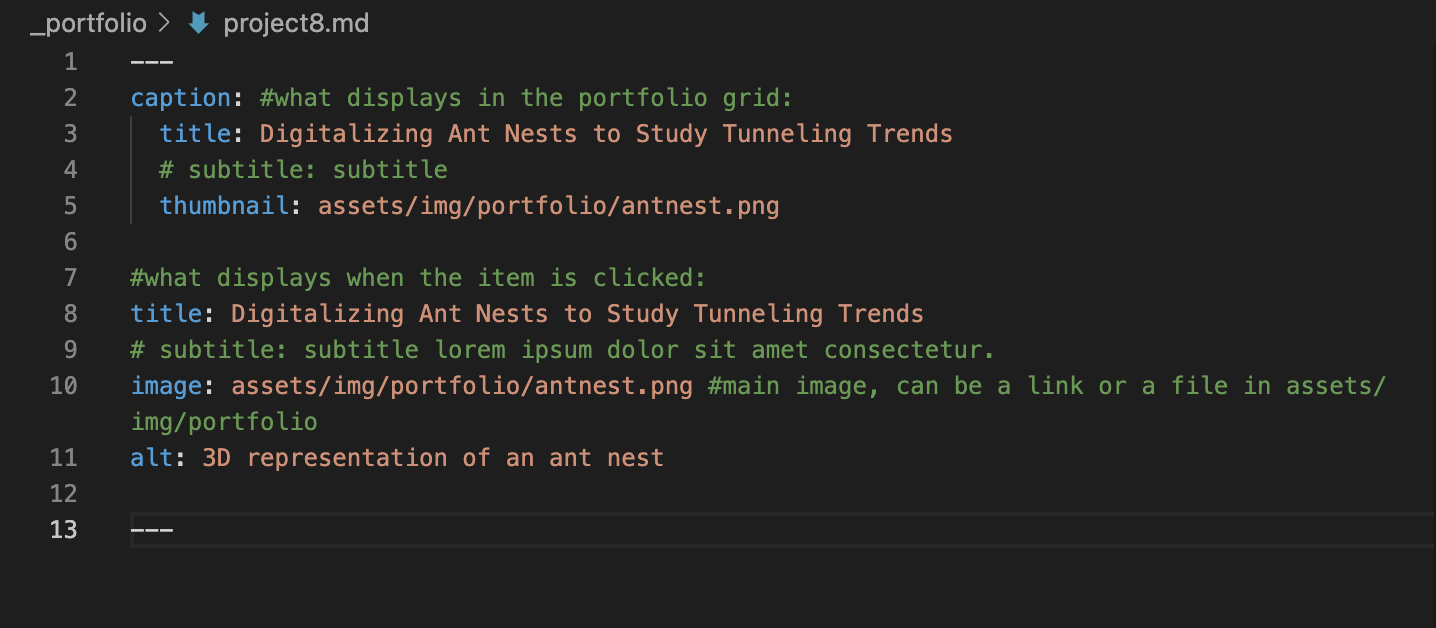 _portfolio > project8.md
1 ---
2 caption: #what displays in the portfolio grid:
3   title: Digitalizing Ant Nests to Study Tunneling Trends
4   # subtitle: subtitle
5   thumbnail: assets/img/portfolio/antnest.png
6
7 #what displays when the item is clicked:
8 title: Digitalizing Ant Nests to Study Tunneling Trends
9 # subtitle: subtitle lorem ipsum dolor sit amet consectetur.
10 image: assets/img/portfolio/antnest.png #main image, can be a link or a file in assets/
img/portfolio
11 alt: 3D representation of an ant nest
12
13 ---